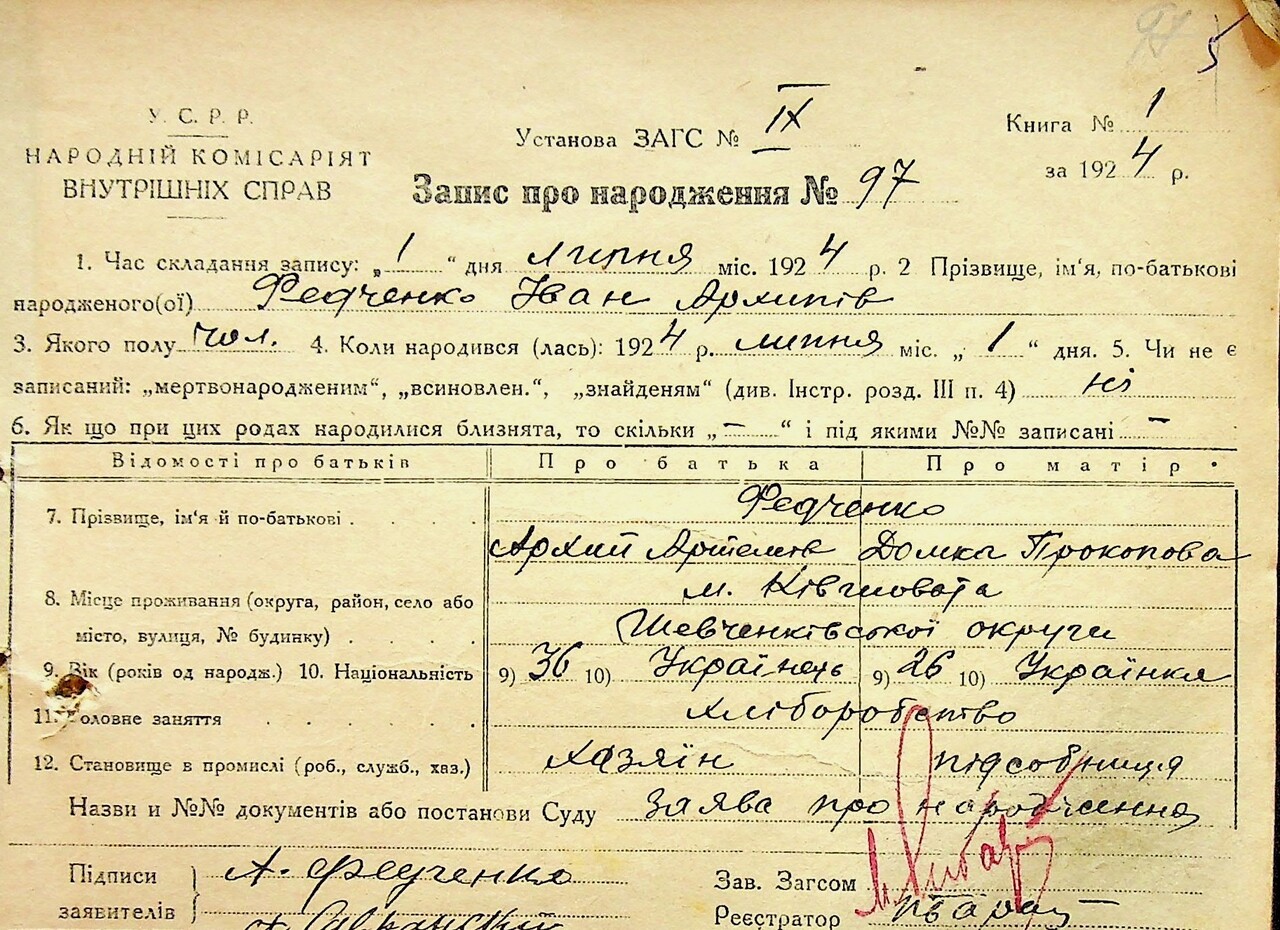 97 5
У. С. Р. Р.
НАРОДНІЙ КОМІСАРІЯТ
ВНУТРІШНІХ СПРАВ
Установа ЗАГС № IX
Книга № 1
за 1924 р.
Запис про народження № 97
1. Час складання запису: „1“ дня липня міс. 1924 р. 2 Прізвище, ім'я, по-батькові
народженого(ої) Федченко Іван Архипів
3. Якого полу чол. 4. Коли народився (лась): 1924 р. липня міс. „1“ дня. 5. Чи не є
записаний: „мертвонародженим“, „всиновлен.“, „знайденям“ (див. Інстр. розд. III п. 4) ні
6. Як що при цих родах народилися близнята, то скільки „–“ і під якими №№ записані –
Відомості про батьків Про батька Про матір
7. Прізвище, ім'я й по-батькові . . . . Федченко
Архип Артемів Домка Прокопова
8. Місце проживання (округа, район, село або м. Ківшовата
місто, вулиця, № будинку) . . . . Шевченківської округи
9. Вік (років од народж.) 10. Національність 9) 36 10) Українець 9) 26 10) Українка
11. Головне заняття . . . . . хліборобство
12. Становище в промислі (роб., служб., хаз.) хазяїн підсобниця
Назви и №№ документів або постанови Суду заява про народження
Підписи
заявителів
А. Федченко
Зав. Загсом
Реєстратор